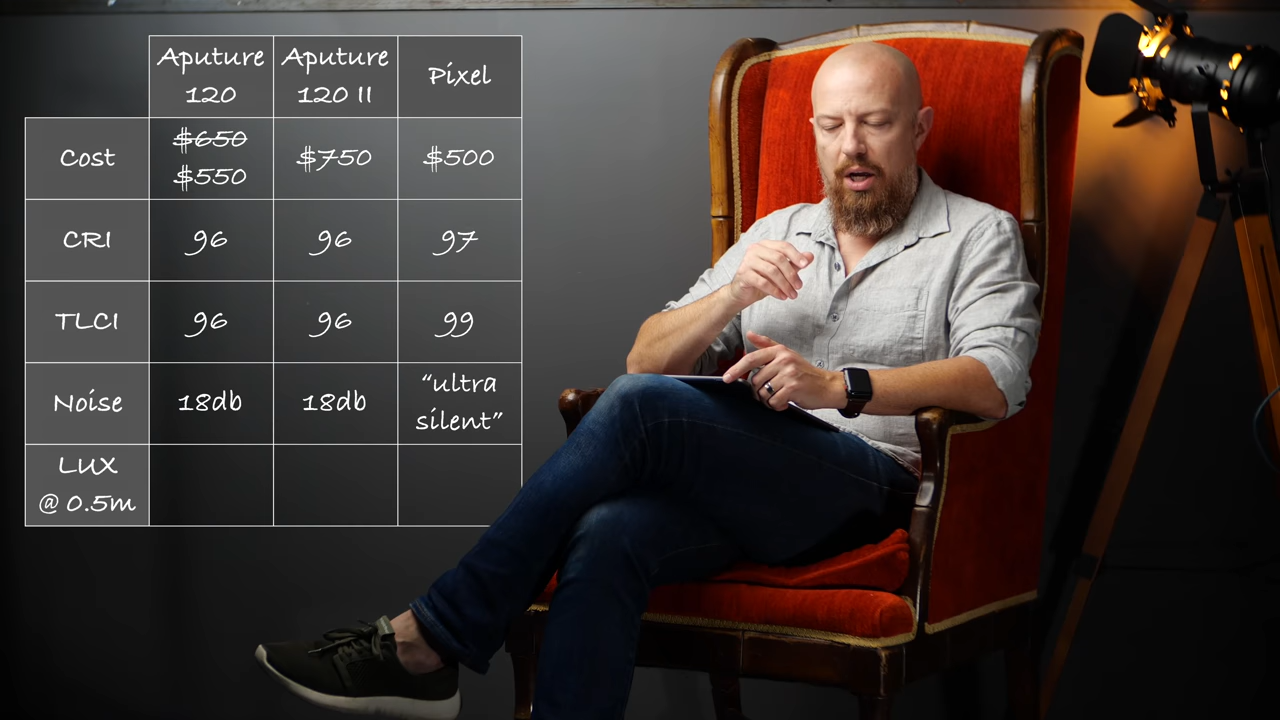 Aputure 120
Aputure 120 II
Pixel
Cost
$650
$550
$750
$500
CRI
96
96
97
TLCI
96
96
99
Noise
18db
18db
“ultra silent”
LUX @ 0.5m